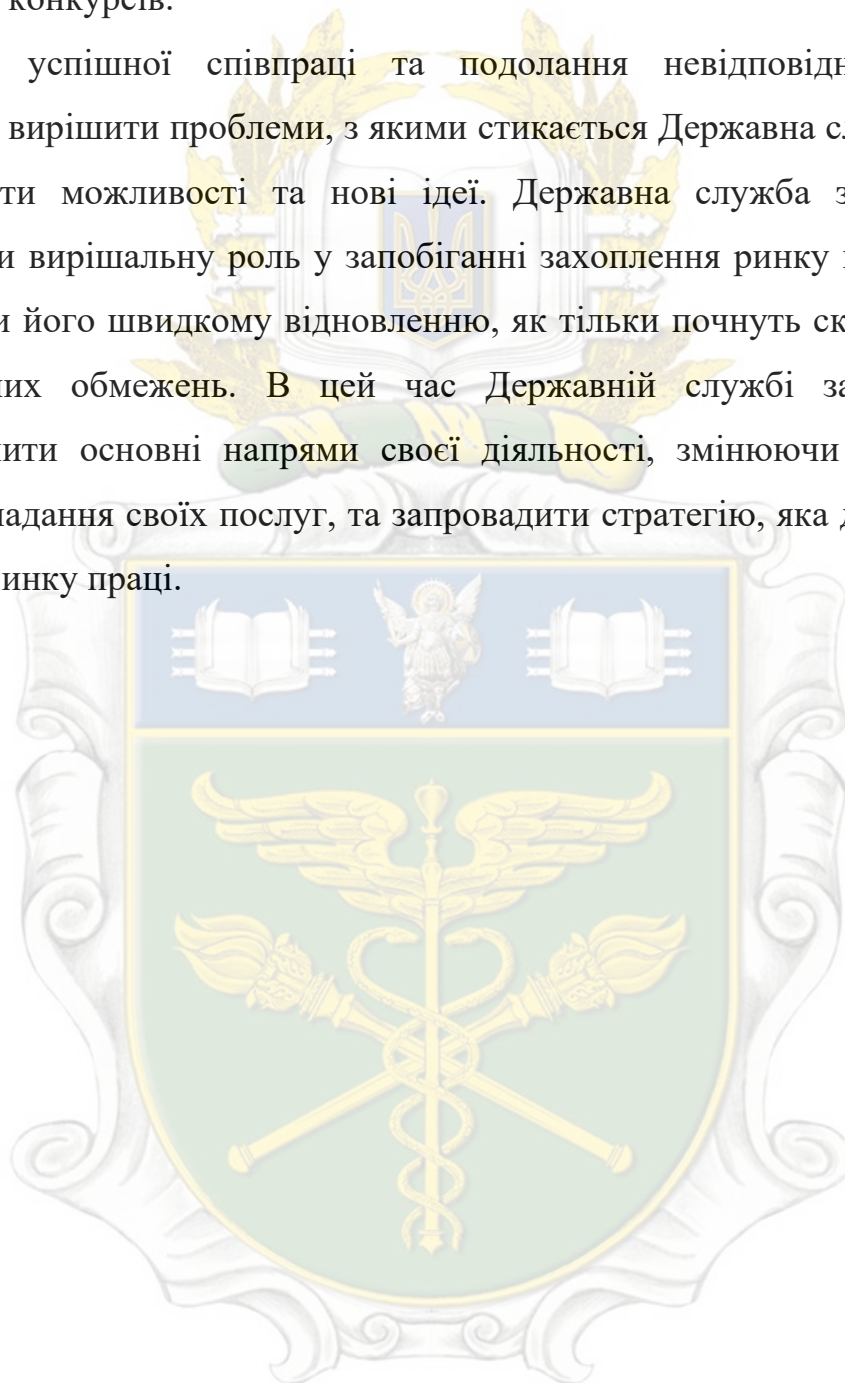 конкурсів.
успішної співпраці та подолання невідповідн
вирішити проблеми, з якими стикається Державна сл
ти можливості та нові ідеї. Державна служба з
и вирішальну роль у запобіганні захоплення ринку
и його швидкому відновленню, як тільки почнуть ск
них обмежень. В цей час Державній службі за
ити основні напрями своєї діяльності, змінюючи
надання своїх послуг, та запровадити стратегію, яка д
инку праці.